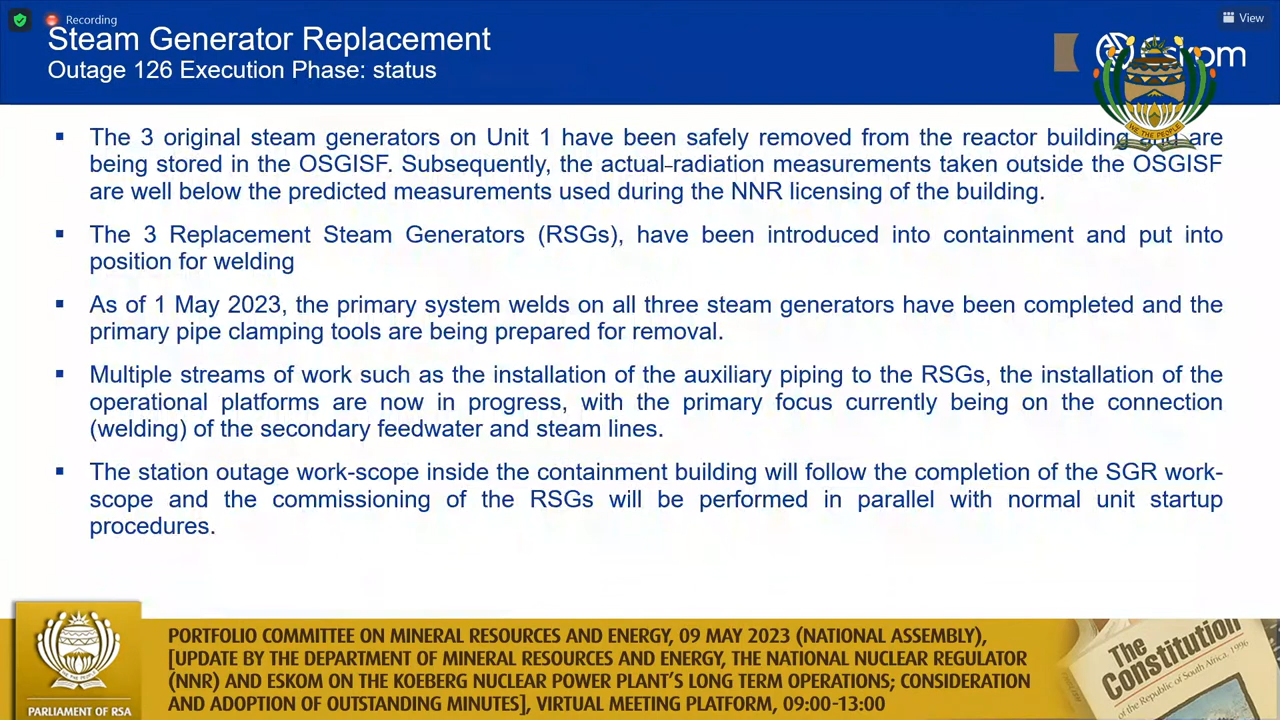 Recording
View
Steam Generator Replacement
Outage 126 Execution Phase: status
▪ The 3 original steam generators on Unit 1 have been safely removed from the reactor building and are
being stored in the OSGISF. Subsequently, the actual-radiation measurements taken outside the OSGISF
are well below the predicted measurements used during the NNR licensing of the building.
▪ The 3 Replacement Steam Generators (RSGs), have been introduced into containment and put into
position for welding
▪ As of 1 May 2023, the primary system welds on all three steam generators have been completed and the
primary pipe clamping tools are being prepared for removal.
▪ Multiple streams of work such as the installation of the auxiliary piping to the RSGs, the installation of the
operational platforms are now in progress, with the primary focus currently being on the connection
(welding) of the secondary feedwater and steam lines.
▪ The station outage work-scope inside the containment building will follow the completion of the SGR work-
scope and the commissioning of the RSGs will be performed in parallel with normal unit startup
procedures.
WE THE PEOPLE
PARLIAMENT OF RSA
PORTFOLIO COMMITTEE ON MINERAL RESOURCES AND ENERGY, 09 MAY 2023 (NATIONAL ASSEMBLY),
[UPDATE BY THE DEPARTMENT OF MINERAL RESOURCES AND ENERGY, THE NATIONAL NUCLEAR REGULATOR
(NNR) AND ESKOM ON THE KOEBERG NUCLEAR POWER PLANT'S LONG TERM OPERATIONS; CONSIDERATION
AND ADOPTION OF OUTSTANDING MINUTES], VIRTUAL MEETING PLATFORM, 09:00-13:00
The
Constitution
of the Republic of South Africa, 1996